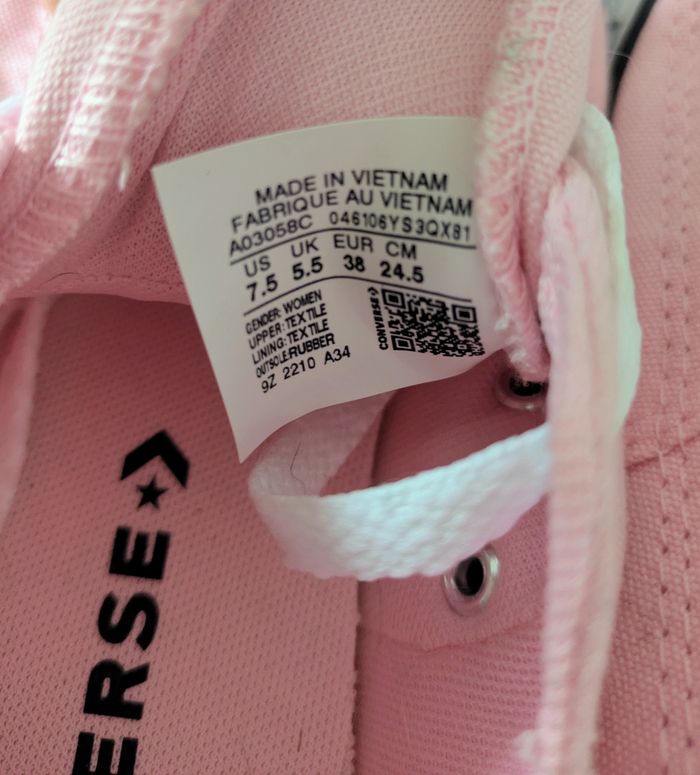 MADE IN VIETNAM
FABRIQUE AU VIETNAM
A03058C 046106YS3QX81
US UK EUR CM
7.5 5.5 38 24.5
GENDER: WOMEN
UPPER: TEXTILE
LINING: TEXTILE
OUTSOLE:RUBBER
9Z 2210 A34
CONVERSE
ERSE